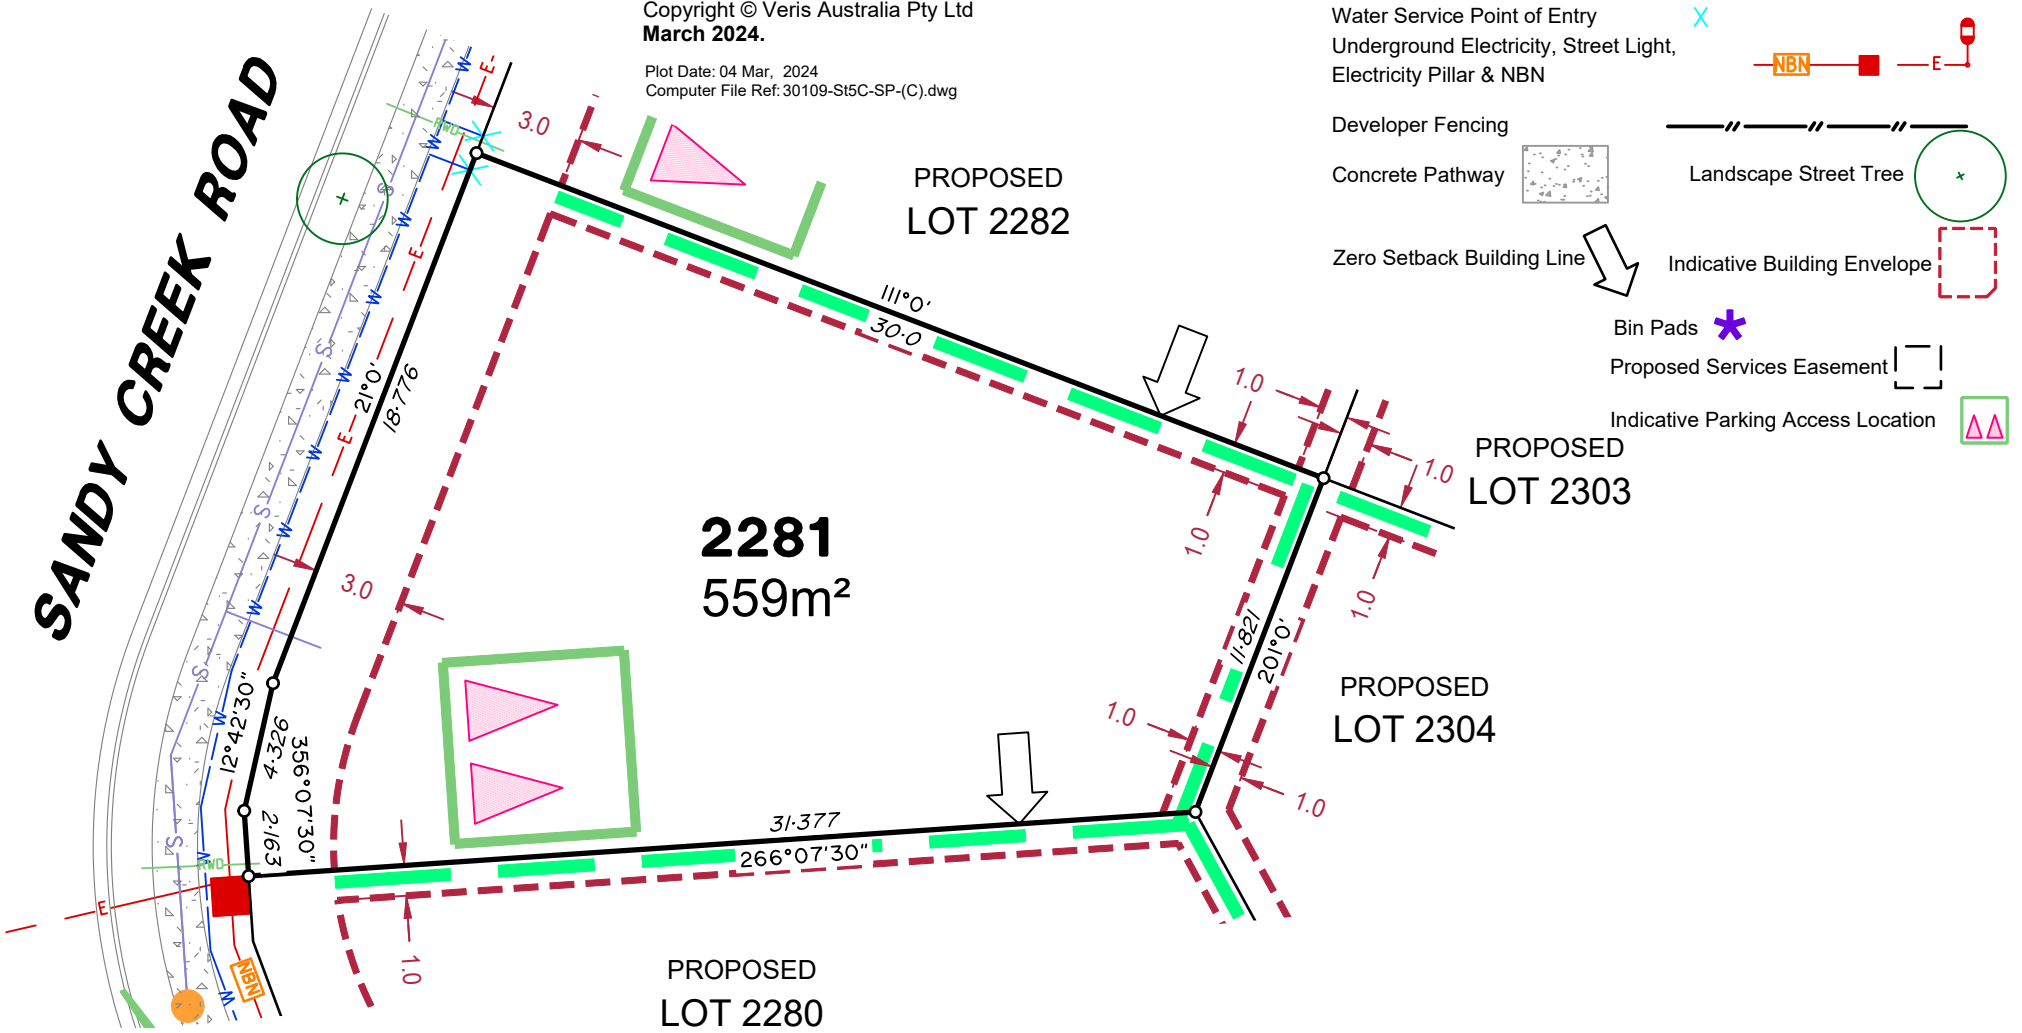 Copyright © Veris Australia Pty Ltd
March 2024.
Plot Date: 04 Mar, 2024
Computer File Ref: 30109-St5C-SP-(C).dwg
Water Service Point of Entry
Underground Electricity, Street Light,
Electricity Pillar & NBN
NBN
E
Developer Fencing
Concrete Pathway
Landscape Street Tree
Zero Setback Building Line
Indicative Building Envelope
Bin Pads
Proposed Services Easement
Indicative Parking Access Location
SANDY CREEK ROAD
PROPOSED
LOT 2282
PROPOSED
LOT 2303
PROPOSED
LOT 2304
PROPOSED
LOT 2280
2281
559m²
111°0'
30·0
21°0'
18·776
12°42'30"
4·326
356°07'30"
2·163
31·377
266°07'30"
11·821
201°0'
3.0
3.0
1.0
1.0
1.0
1.0
1.0
1.0
1.0
RWD
RWD
W
W
W
W
W
W
W
W
W
W
W
W
E
E
E
E
S
S
S
S
S
NBN